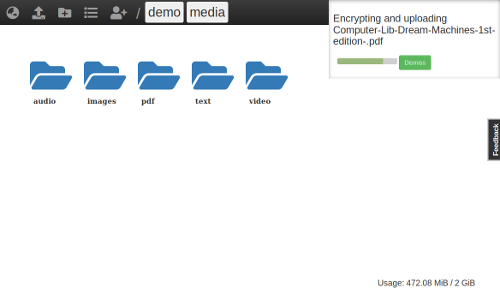 / demo media
Encrypting and uploading
Computer-Lib-Dream-Machines-1st-
edition-.pdf
Dismiss
audio images pdf text video
Feedback
Usage: 472.08 MiB / 2 GiB